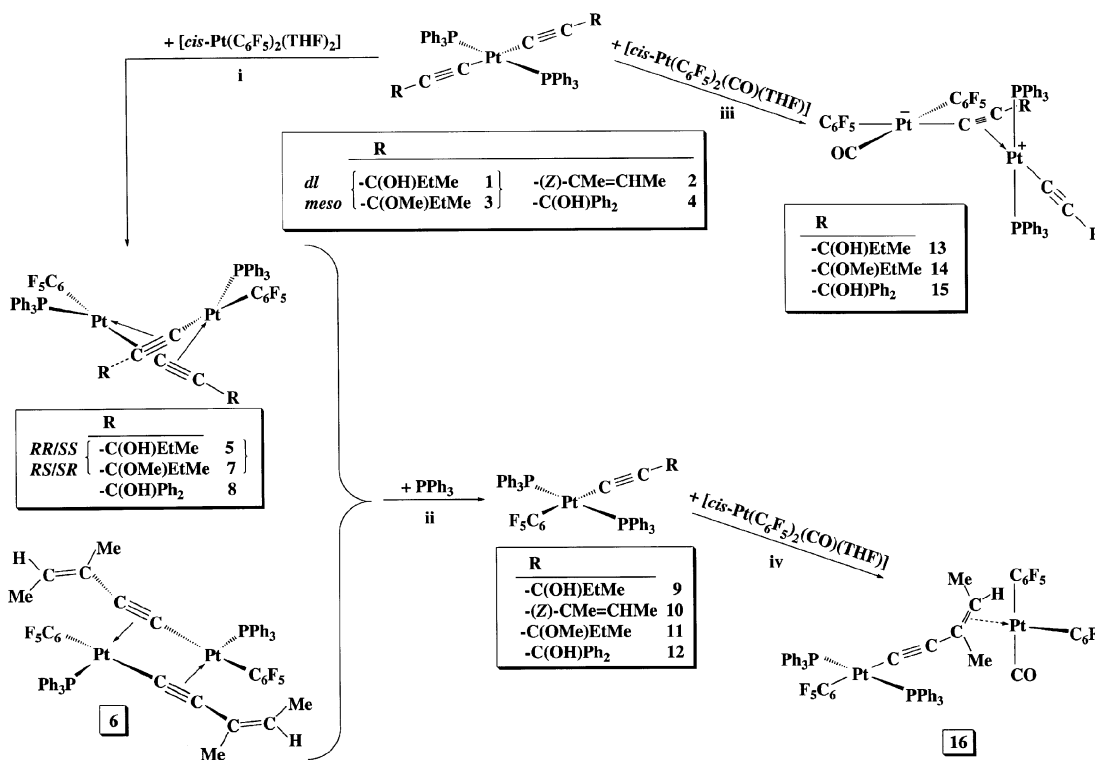 + [cis-Pt(C6F5)2(THF)2]
i
Ph3P
C≡C
R
Pt
R
C≡C
PPh3
+ [cis-Pt(C6F5)2(CO)(THF)]
iii
C6F5
C6F5
PPh3
Pt
−
C≡C
R
OC
Pt
+
C≡C
PPh3
R
R
dl { -C(OH)EtMe 1 } -(Z)-CMe=CHMe 2
meso { -C(OMe)EtMe 3 } -C(OH)Ph2 4
R
-C(OH)EtMe 13
-C(OMe)EtMe 14
-C(OH)Ph2 15
F5C6
PPh3
Ph3P
C6F5
Pt
Pt
C≡C
R
C≡C
R
R
RR/SS { -C(OH)EtMe 5 }
RS/SR { -C(OMe)EtMe 7 }
-C(OH)Ph2 8
+ PPh3
ii
Ph3P
C≡C
R
Pt
F5C6
PPh3
R
-C(OH)EtMe 9
-(Z)-CMe=CHMe 10
-C(OMe)EtMe 11
-C(OH)Ph2 12
+ [cis-Pt(C6F5)2(CO)(THF)]
iv
Me
H
C=C
Me
C≡C
F5C6
PPh3
Pt
Pt
Ph3P
C6F5
C≡C
Me
C=C
Me
H
6
Me
H
C6F5
C
Pt
C≡C
C
C6F
Ph3P
Me
Pt
CO
F5C6
PPh3
16